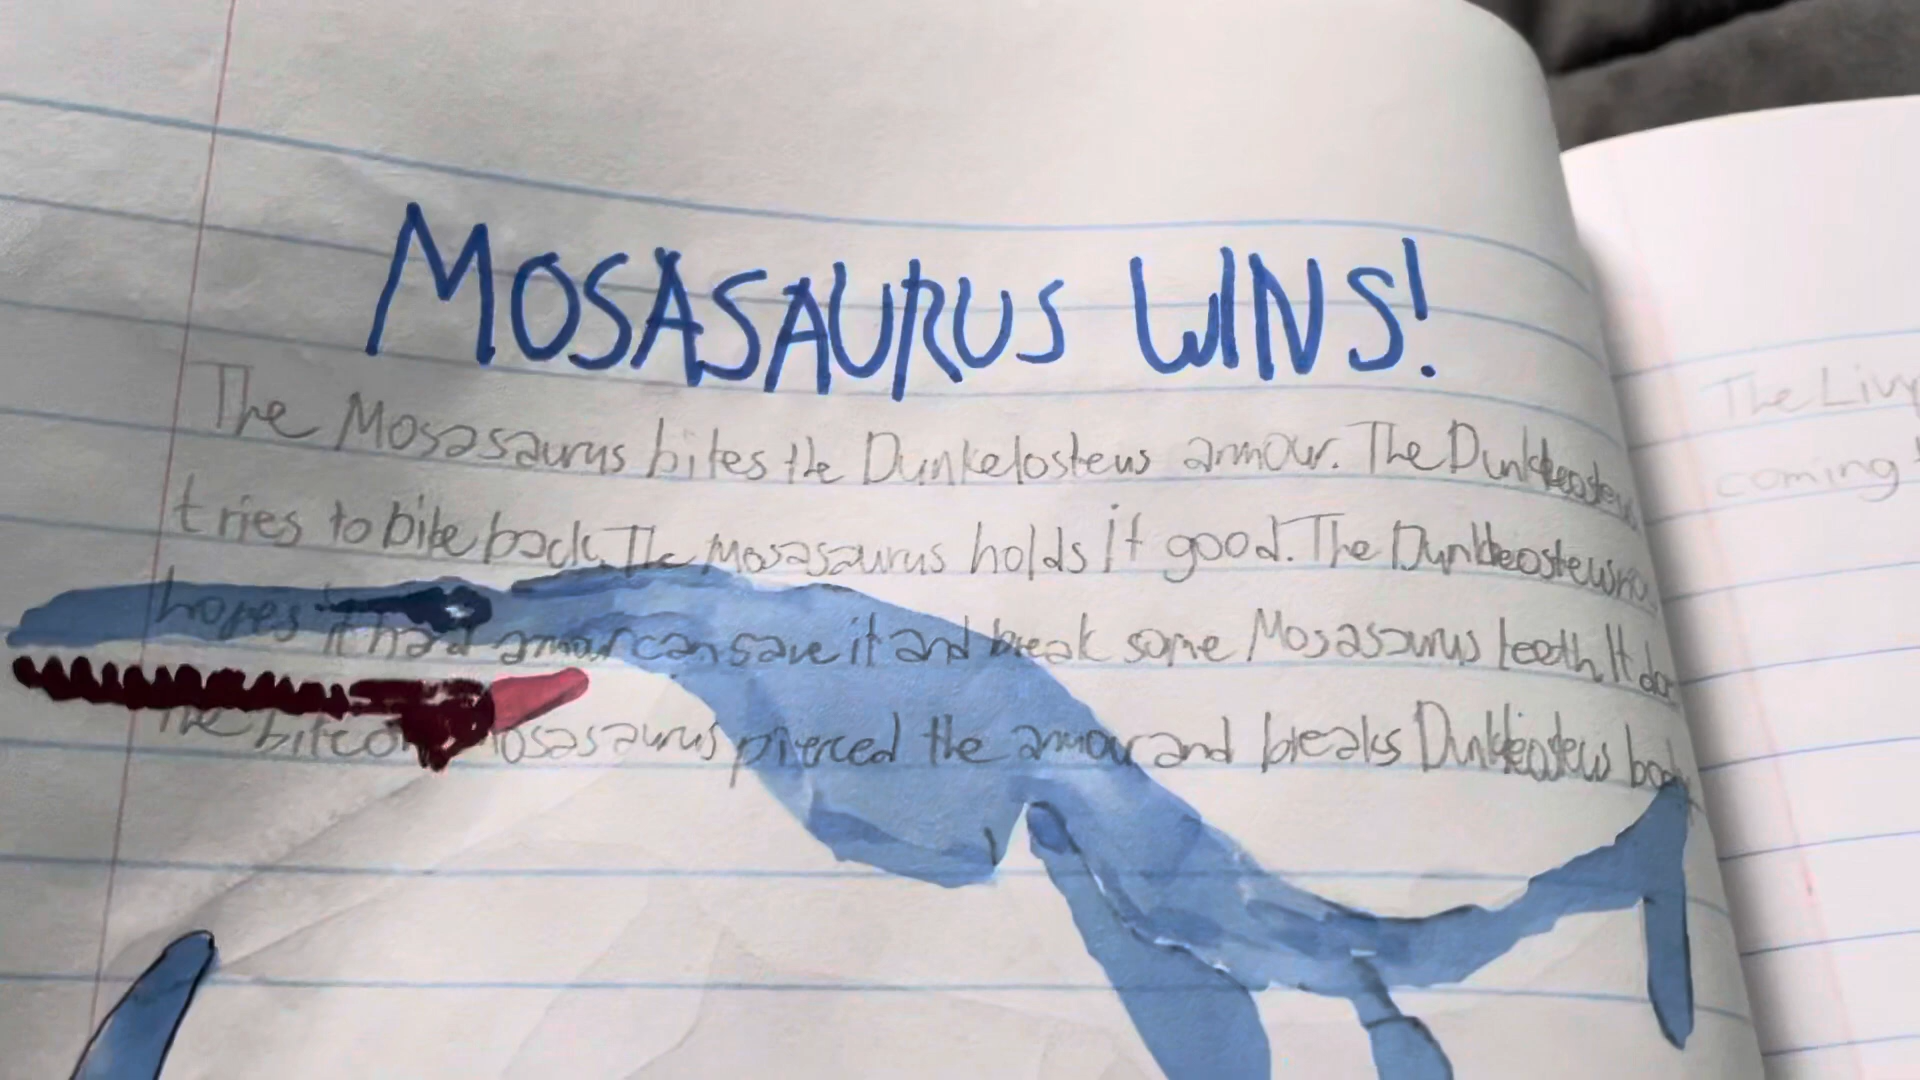 MOSASAURUS WINS!
The Mosasaurus bites the Dunkelosteus armour. The Dunkleosteus
tries to bite back. The Mosasaurus holds it good. The Dunkleosteus
hopes it hard armour can save it and break some Mosasaurus teeth. It
The bite Mosasaurus pierced the armour and breaks Dunkleosteus body
The
coming